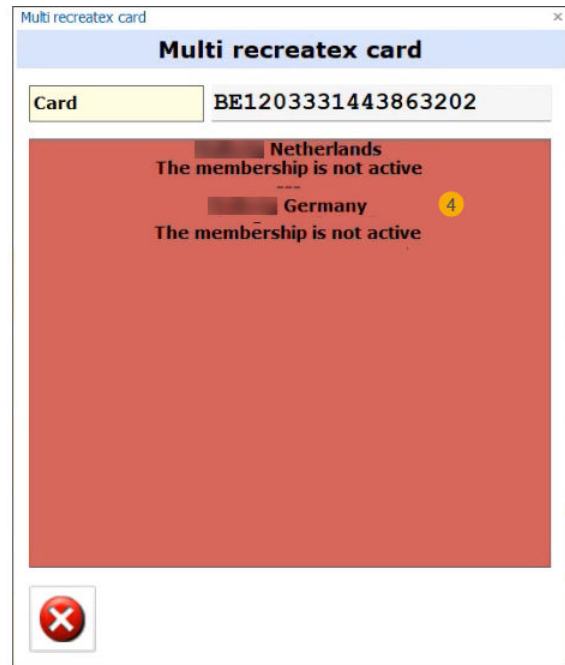 Multi recreatex card
Multi recreatex card
Card BE1203331443863202
Netherlands
The membership is not active
---
Germany 4
The membership is not active